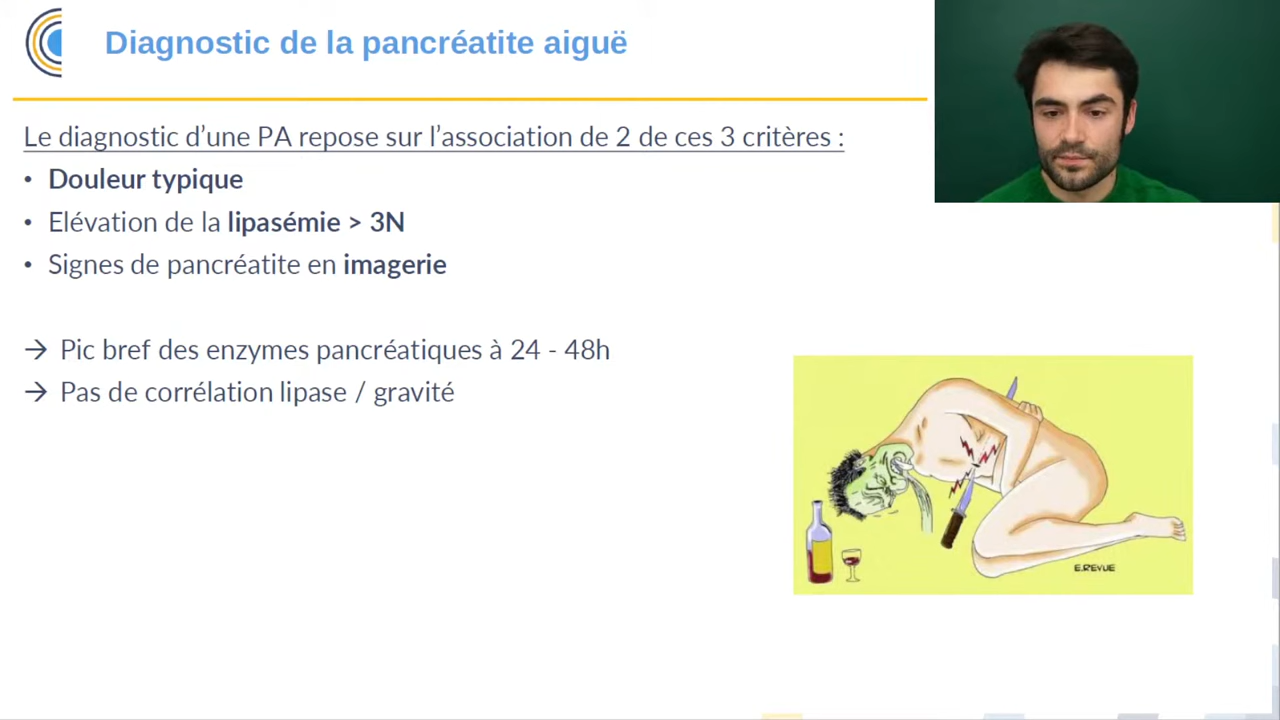 Diagnostic de la pancréatite aiguë
Le diagnostic d’une PA repose sur l’association de 2 de ces 3 critères :
• Douleur typique
• Elévation de la lipasémie > 3N
• Signes de pancréatite en imagerie
→ Pic bref des enzymes pancréatiques à 24 - 48h
→ Pas de corrélation lipase / gravité
E.REVUE